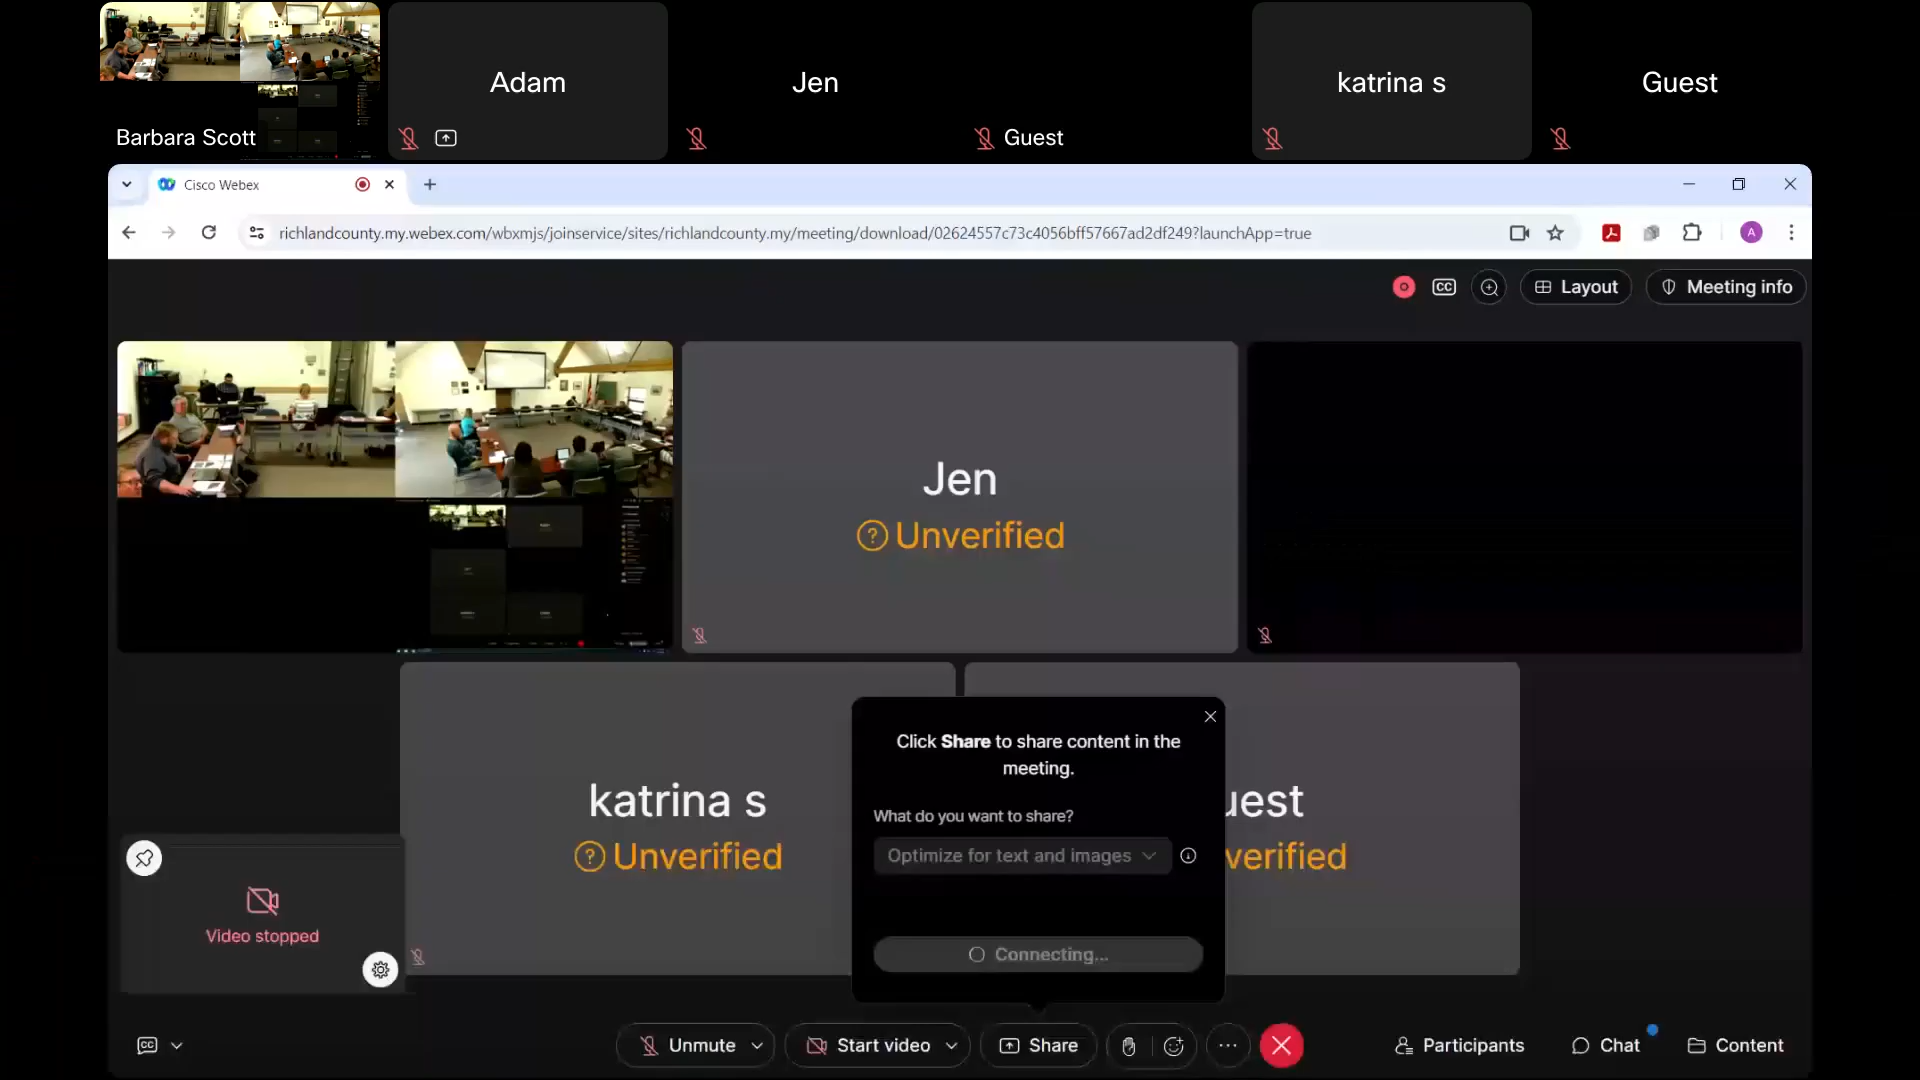 Barbara Scott
Adam
Jen
Guest
katrina s
Guest
Cisco Webex
richlandcounty.my.webex.com/wbxmjs/joinservice/sites/richlandcounty.my/meeting/download/02624557c73c4056bff57667ad2df249?launchApp=true
A
CC
Layout
Meeting info
Jen
Unverified
katrina s
Unverified
uest
verified
Click Share to share content in the
meeting.
What do you want to share?
Optimize for text and images
Connecting...
Video stopped
CC
Unmute
Start video
Share
Participants
Chat
Content